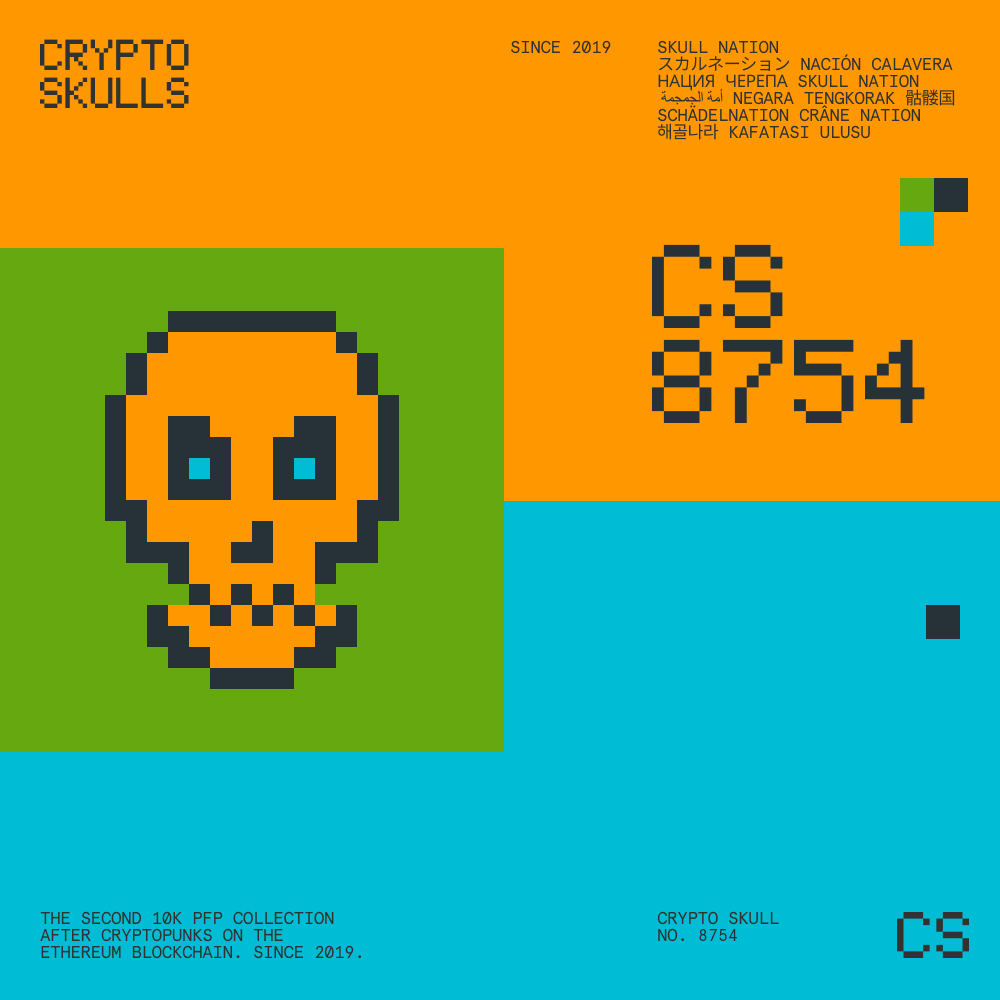 CRYPTO
SKULLS
SINCE 2019
SKULL NATION
スカルネーション NACIÓN CALAVERA
НАЦИЯ ЧЕРЕПА SKULL NATION
أمة الجمجمة NEGARA TENGKORAK 骷髅国
SCHÄDELNATION CRÂNE NATION
해골나라 KAFATASI ULUSU
CS
8754
THE SECOND 10K PFP COLLECTION
AFTER CRYPTOPUNKS ON THE
ETHEREUM BLOCKCHAIN. SINCE 2019.
CRYPTO SKULL
NO. 8754
CS